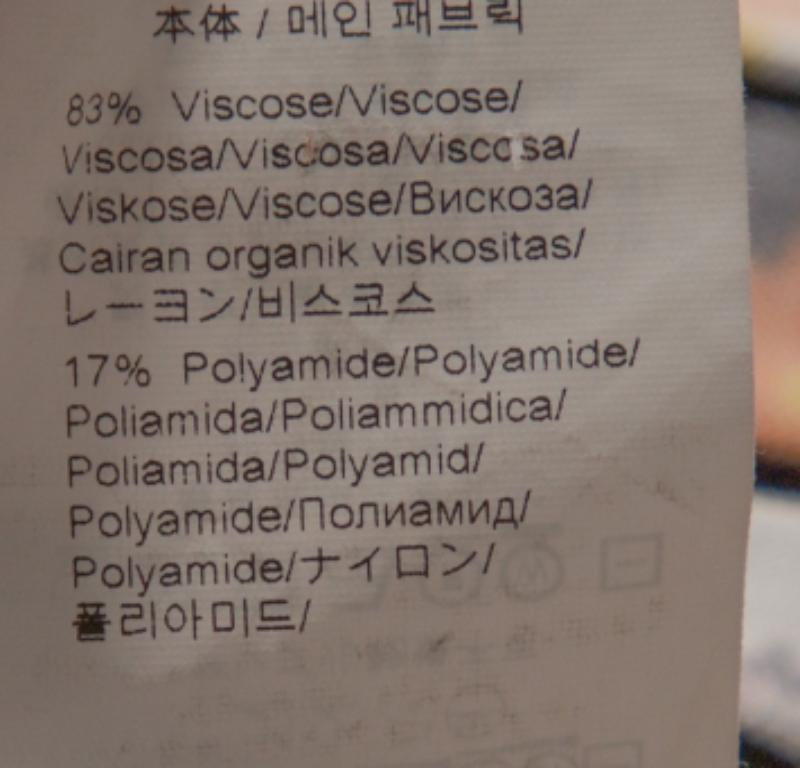 本体 / 메인 패브릭
83% Viscose/Viscose/
Viscosa/Viscosa/Viscosa/
Viskose/Viscose/Вискоза/
Cairan organik viskositas/
レーヨン/비스코스
17% Polyamide/Polyamide/
Poliamida/Poliammidica/
Poliamida/Polyamid/
Polyamide/Полиамид/
Polyamide/ナイロン/
폴리아미드/